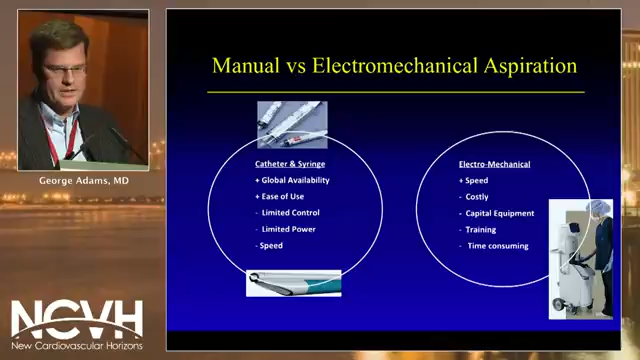 Manual vs Electromechanical Aspiration
Catheter & Syringe
+ Global Availability
+ Ease of Use
- Limited Control
- Limited Power
- Speed
Electro-Mechanical
+ Speed
- Costly
- Capital Equipment
- Training
- Time consuming
George Adams, MD
NCVH
New Cardiovascular Horizons